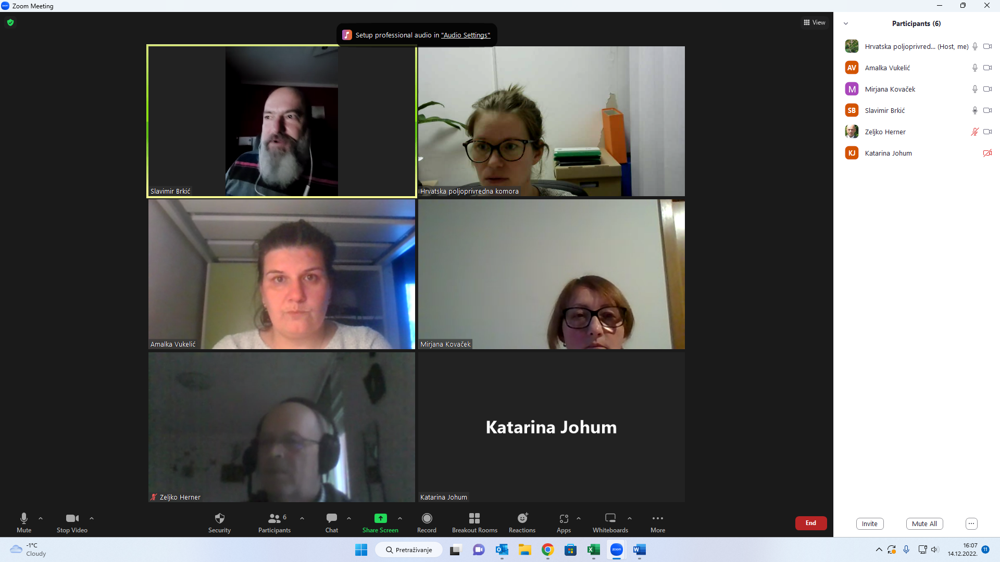 Zoom Meeting
View
Setup professional audio in "Audio Settings"
Slavimir Brkić
Hrvatska poljoprivredna komora
Amalka Vukelić
Mirjana Kovaček
Zeljko Herner
Katarina Johum
Katarina Johum
Participants (6)
Hrvatska poljoprivred... (Host, me)
AV Amalka Vukelić
M Mirjana Kovaček
SB Slavimir Brkić
Zeljko Herner
KJ Katarina Johum
Mute
Stop Video
Security
Participants 6
Chat
Share Screen
Record
Breakout Rooms
Reactions
Apps
Whiteboards
More
End
Invite
Mute All
-1°C
Cloudy
Pretraživanje
zoom
16:07
14.12.2022.
11